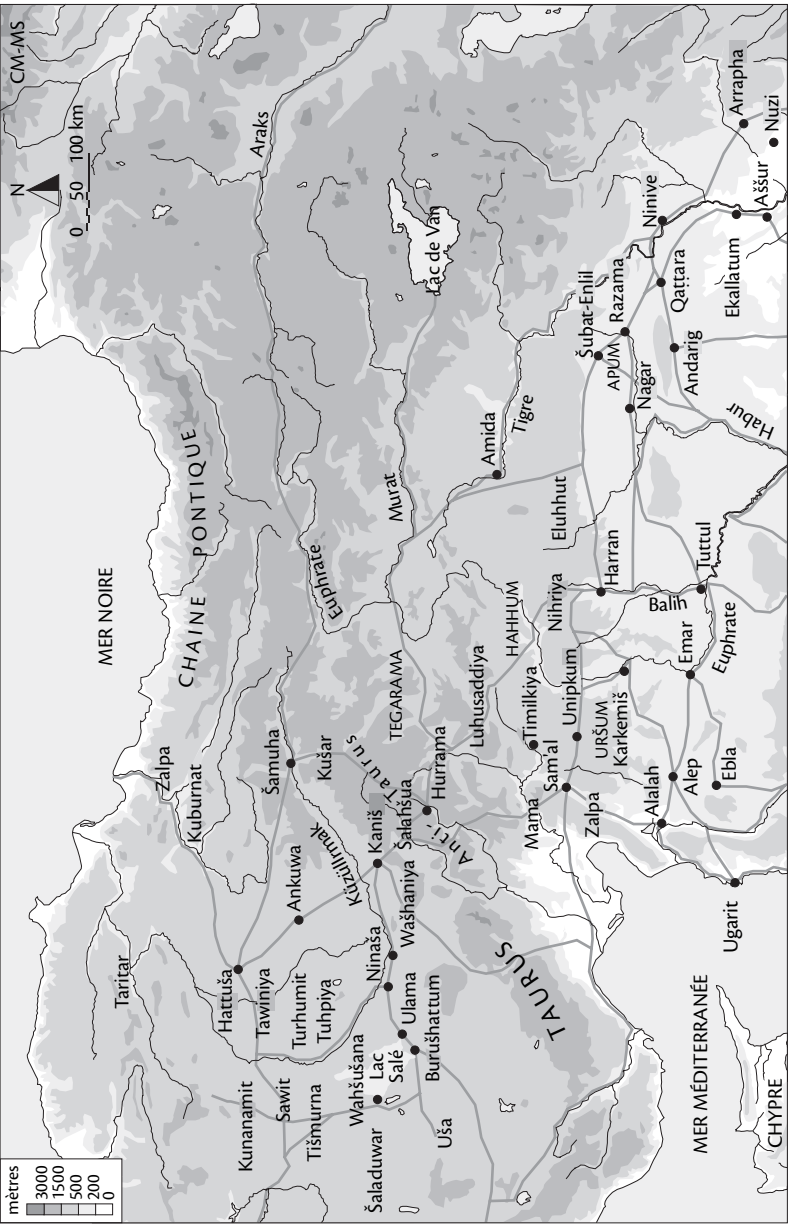 mètres
3000
1500
500
200
0
CM-MS
N
0 50 100 km
MER NOIRE
CHAINE PONTIQUE
Araks
Lac de Van
Zalpa
Kuburnat
Taritar
Hattuša
Tawiniya
Ankuwa
Šamuha
Kušar
Euphrate
Murat
Turhumit
Tuhpiya
Kunanamit
Sawit
Tišmurna
Kızılırmak
Kaniš
Šalahšua
Anti-Taurus
Hurrama
TEGARAMA
Luhusaddiya
HAHHUM
Amida
Tigre
Ninaša
Wašhaniya
Ulama
Burušhattum
Wahšušana
Lac
Salé
Šaladuwar
Uša
TAURUS
Mama
Timilkiya
Sam'al
Unipkum
Zalpa
URŠUM
Karkemiš
Nihriya
Eluhhut
Harran
Balih
Šubat-Enlil
APUM
Razama
Nagar
Ninive
Qaṭṭara
Andarig
Ekallatum
Aššur
Arrapha
Nuzi
Habur
Tuttul
Emar
Euphrate
Alalah
Alep
Ebla
Ugarit
MER MÉDITERRANÉE
CHYPRE